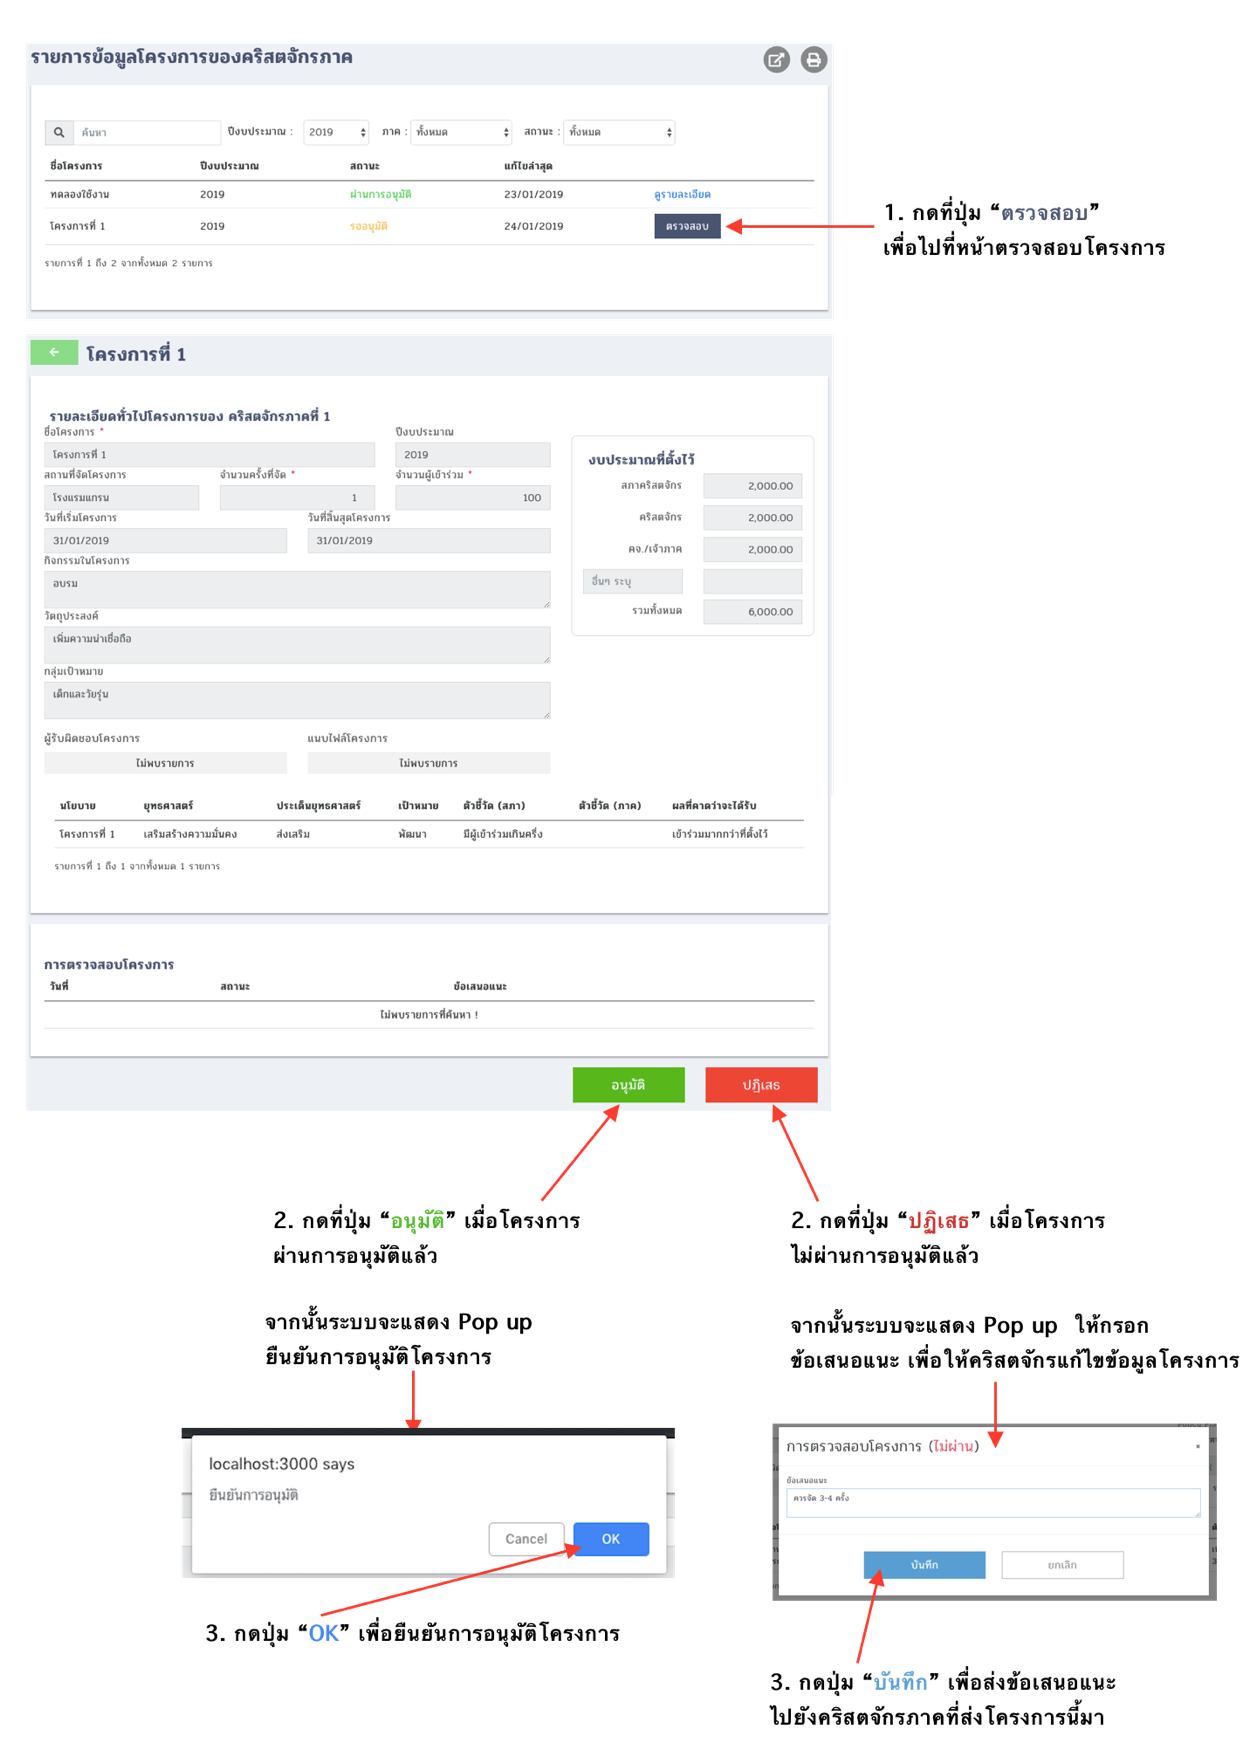 รายการข้อมูลโครงการของคริสตจักรภาค
ค้นหา ปีงบประมาณ : 2019 ภาค : ทั้งหมด สถานะ : ทั้งหมด
ชื่อโครงการ ปีงบประมาณ สถานะ แก้ไขล่าสุด
ทดลองใช้งาน 2019 ผ่านการอนุมัติ 23/01/2019 ดูรายละเอียด
โครงการที่ 1 2019 รออนุมัติ 24/01/2019 ตรวจสอบ
รายการที่ 1 ถึง 2 จากทั้งหมด 2 รายการ
1. กดที่ปุ่ม “ตรวจสอบ”
เพื่อไปที่หน้าตรวจสอบโครงการ
โครงการที่ 1
รายละเอียดทั่วไปโครงการของ คริสตจักรภาคที่ 1
ชื่อโครงการ * ปีงบประมาณ
โครงการที่ 1 2019
สถานที่จัดโครงการ จำนวนครั้งที่จัด * จำนวนผู้เข้าร่วม *
โรงแรมแกรน 1 100
วันที่เริ่มโครงการ วันที่สิ้นสุดโครงการ
31/01/2019 31/01/2019
กิจกรรมในโครงการ
อบรม
วัตถุประสงค์
เพิ่มความน่าเชื่อถือ
กลุ่มเป้าหมาย
เด็กและวัยรุ่น
งบประมาณที่ตั้งไว้
สภาคริสตจักร 2,000.00
คริสตจักร 2,000.00
คจ./เจ้าภาค 2,000.00
อื่นๆ ระบุ
รวมทั้งหมด 6,000.00
ผู้รับผิดชอบโครงการ แนบไฟล์โครงการ
ไม่พบรายการ ไม่พบรายการ
นโยบาย ยุทธศาสตร์ ประเด็นยุทธศาสตร์ เป้าหมาย ตัวชี้วัด (สภา) ตัวชี้วัด (ภาค) ผลที่คาดว่าจะได้รับ
โครงการที่ 1 เสริมสร้างความมั่นคง ส่งเสริม พัฒนา มีผู้เข้าร่วมเกินครึ่ง เข้าร่วมมากกว่าที่ตั้งไว้
รายการที่ 1 ถึง 1 จากทั้งหมด 1 รายการ
การตรวจสอบโครงการ
วันที่ สถานะ ข้อเสนอแนะ
ไม่พบรายการที่ค้นหา !
อนุมัติ ปฏิเสธ
2. กดที่ปุ่ม “อนุมัติ” เมื่อโครงการ
ผ่านการอนุมัติแล้ว
จากนั้นระบบจะแสดง Pop up
ยืนยันการอนุมัติโครงการ
localhost:3000 says
ยืนยันการอนุมัติ
Cancel OK
3. กดปุ่ม “OK” เพื่อยืนยันการอนุมัติโครงการ
2. กดที่ปุ่ม “ปฏิเสธ” เมื่อโครงการ
ไม่ผ่านการอนุมัติแล้ว
จากนั้นระบบจะแสดง Pop up ให้กรอก
ข้อเสนอแนะ เพื่อให้คริสตจักรแก้ไขข้อมูลโครงการ
การตรวจสอบโครงการ (ไม่ผ่าน) ×
ข้อเสนอแนะ
ควรจัด 3-4 ครั้ง
บันทึก ยกเลิก
3. กดปุ่ม “บันทึก” เพื่อส่งข้อเสนอแนะ
ไปยังคริสตจักรภาคที่ส่งโครงการนี้มา